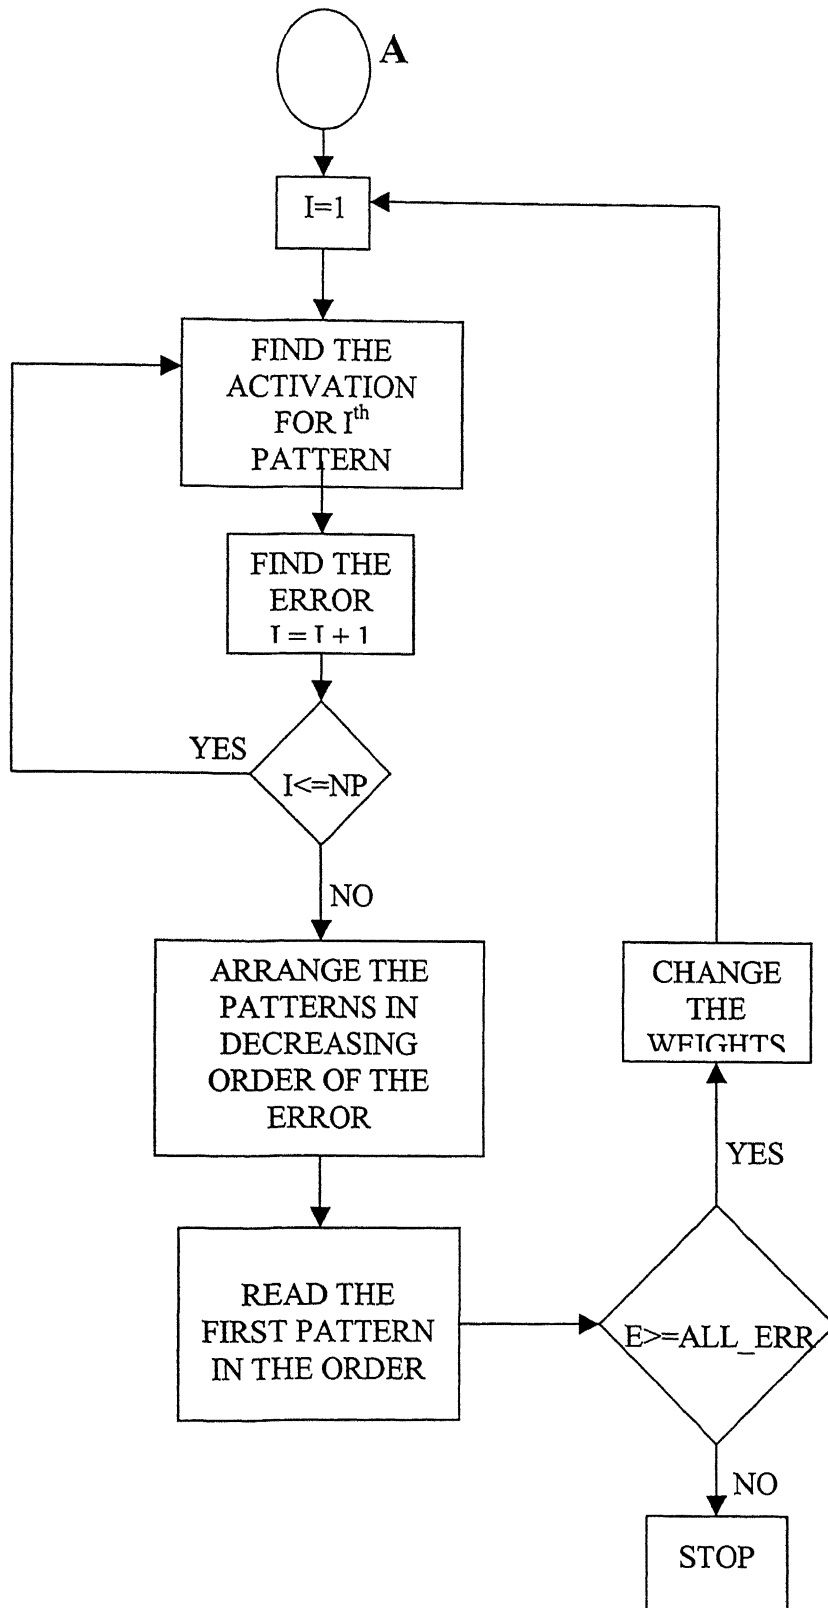 A
I=1
FIND THE
ACTIVATION
FOR Ith
PATTERN
FIND THE
ERROR
I = I + 1
YES
I<=NP
NO
ARRANGE THE
PATTERNS IN
DECREASING
ORDER OF THE
ERROR
READ THE
FIRST PATTERN
IN THE ORDER
CHANGE
THE
WEIGHTS
YES
E>=ALL_ERR
NO
STOP